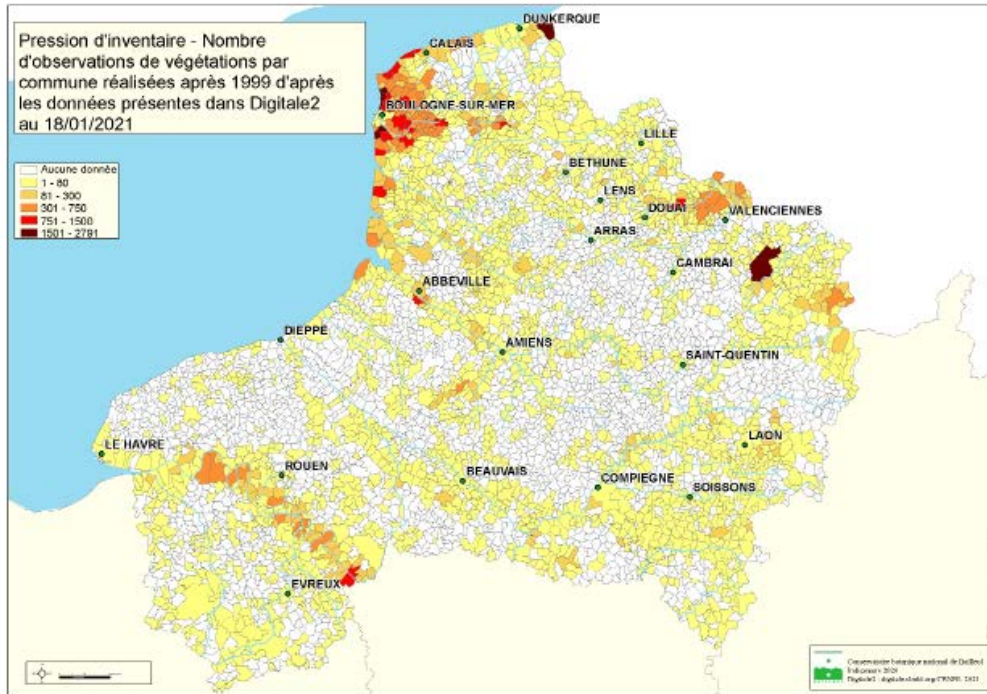 Pression d'inventaire - Nombre
d'observations de végétations par
commune réalisées après 1999 d'après
les données présentes dans Digitale2
au 18/01/2021
Aucune donnée
1 - 80
81 - 300
301 - 750
751 - 1500
1501 - 2791
DUNKERQUE
CALAIS
BOULOGNE-SUR-MER
LILLE
BETHUNE
LENS
DOUAI
VALENCIENNES
ARRAS
CAMBRAI
ABBEVILLE
DIEPPE
AMIENS
SAINT-QUENTIN
LE HAVRE
ROUEN
BEAUVAIS
COMPIEGNE
LAON
SOISSONS
EVREUX
Conservatoire botanique national de Bailleul